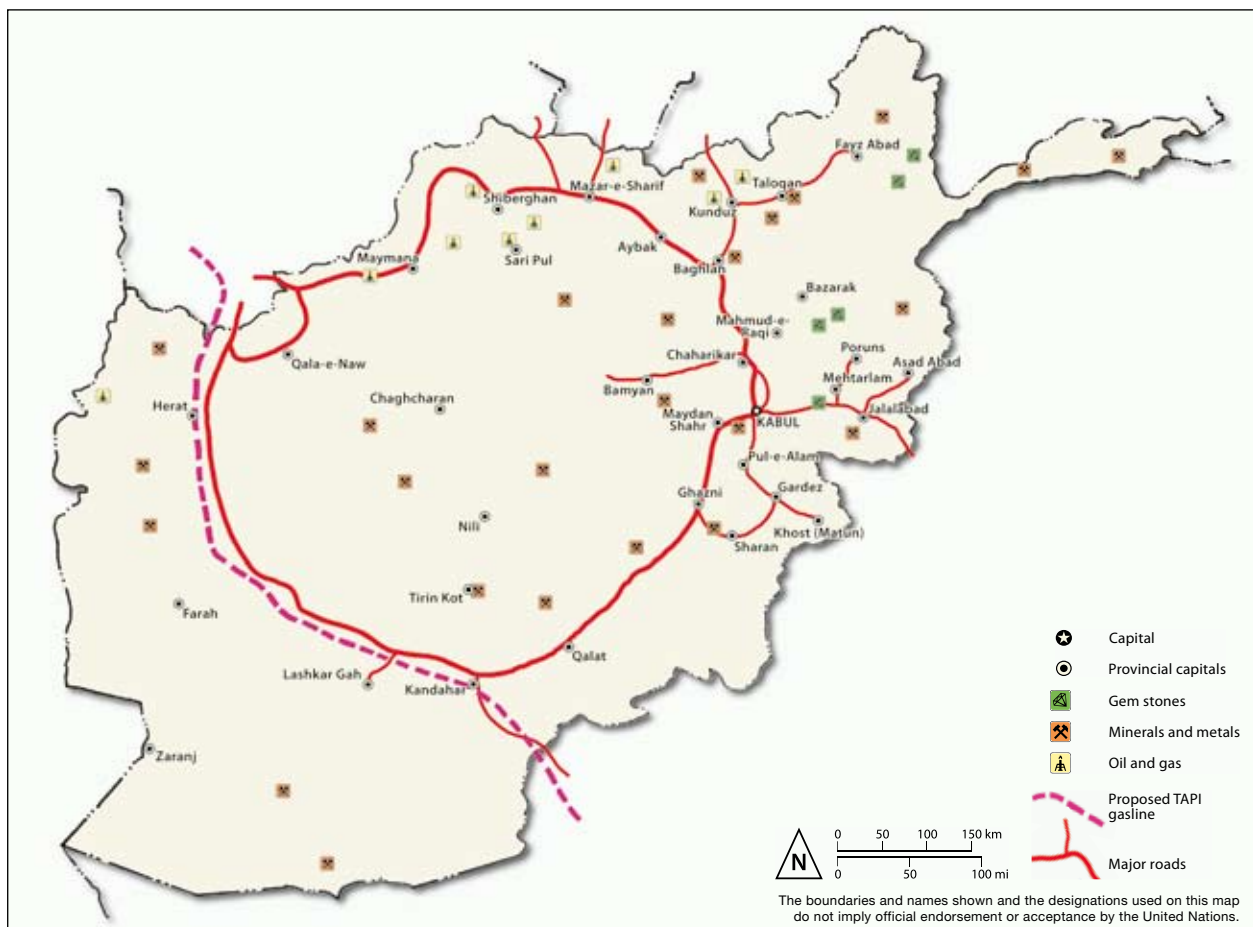 Fayz Abad
Mazar-e-Sharif
Taloqan
Shiberghan
Kunduz
Aybak
Sari Pul
Maymana
Baghlan
Bazarak
Mahmud-e-
Raqi
Chaharikar
Poruns
Asad Abad
Qala-e-Naw
Mehtarlam
Bamyan
Chaghcharan
Herat
Maydan
Shahr
KABUL
Jalalabad
Pul-e-Alam
Gardez
Ghazni
Nili
Khost (Matun)
Sharan
Tirin Kot
Farah
Qalat
Lashkar Gah
Kandahar
Zaranj
Capital
Provincial capitals
Gem stones
Minerals and metals
Oil and gas
Proposed TAPI
gasline
Major roads
N
0 50 100 150 km
0 50 100 mi
The boundaries and names shown and the designations used on this map
do not imply official endorsement or acceptance by the United Nations.